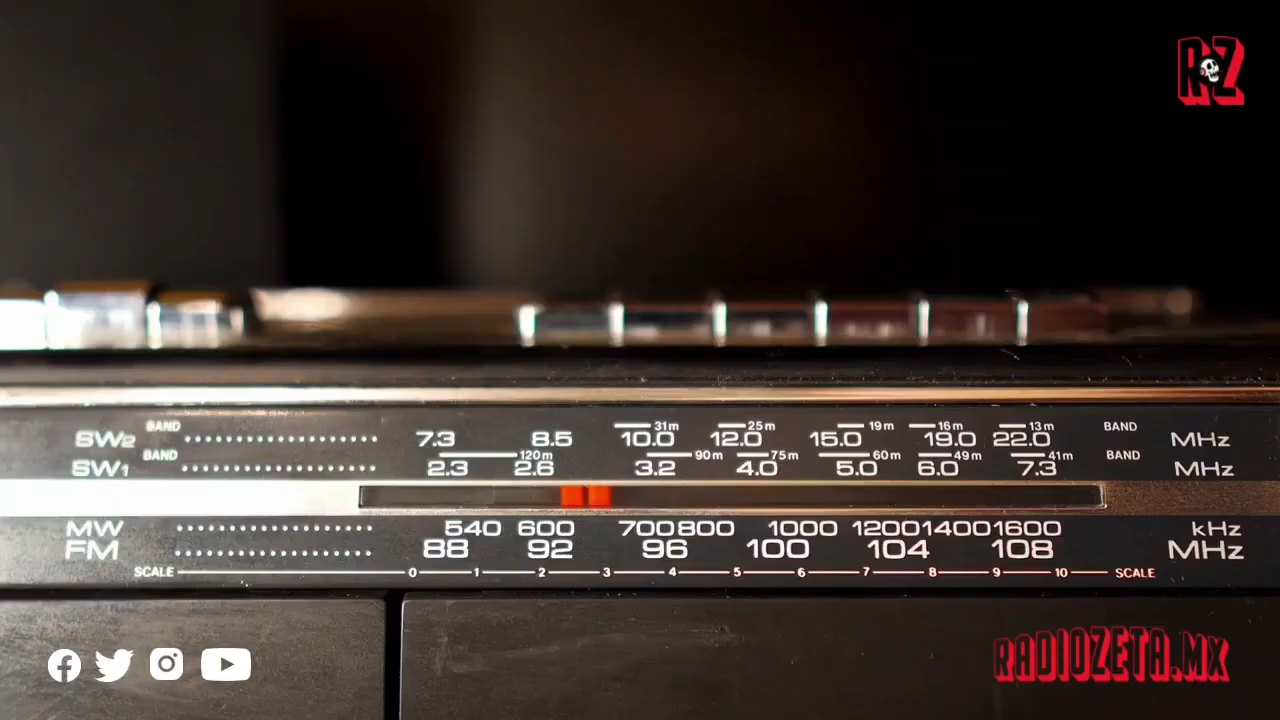 RZ
BAND 31m 25m 19m 16m 13m BAND
SW2 7.3 8.5 10.0 12.0 15.0 19.0 22.0 MHz
BAND 120m 90m 75m 60m 49m 41m BAND
SW1 2.3 2.6 3.2 4.0 5.0 6.0 7.3 MHz
MW 540 600 700 800 1000 1200 1400 1600 kHz
FM 88 92 96 100 104 108 MHz
SCALE 0 1 2 3 4 5 6 7 8 9 10 SCALE
RADIOZETA.MX